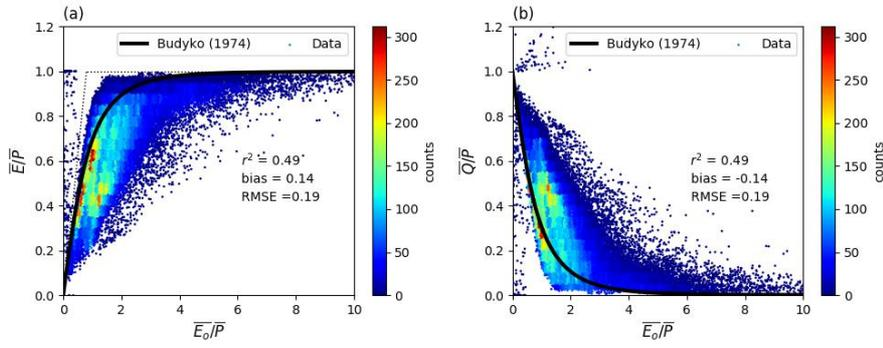 (a)
Budyko (1974) Data
E̅/P̅
1.2
1.0
0.8
0.6
0.4
0.2
0.0
r² = 0.49
bias = 0.14
RMSE =0.19
0 2 4 6 8 10
E̅ₒ/P̅
300
250
200
150
100
50
0
counts
(b)
Budyko (1974) Data
Q̅/P̅
1.2
1.0
0.8
0.6
0.4
0.2
0.0
r² = 0.49
bias = -0.14
RMSE =0.19
0 2 4 6 8 10
E̅ₒ/P̅
300
250
200
150
100
50
0
counts